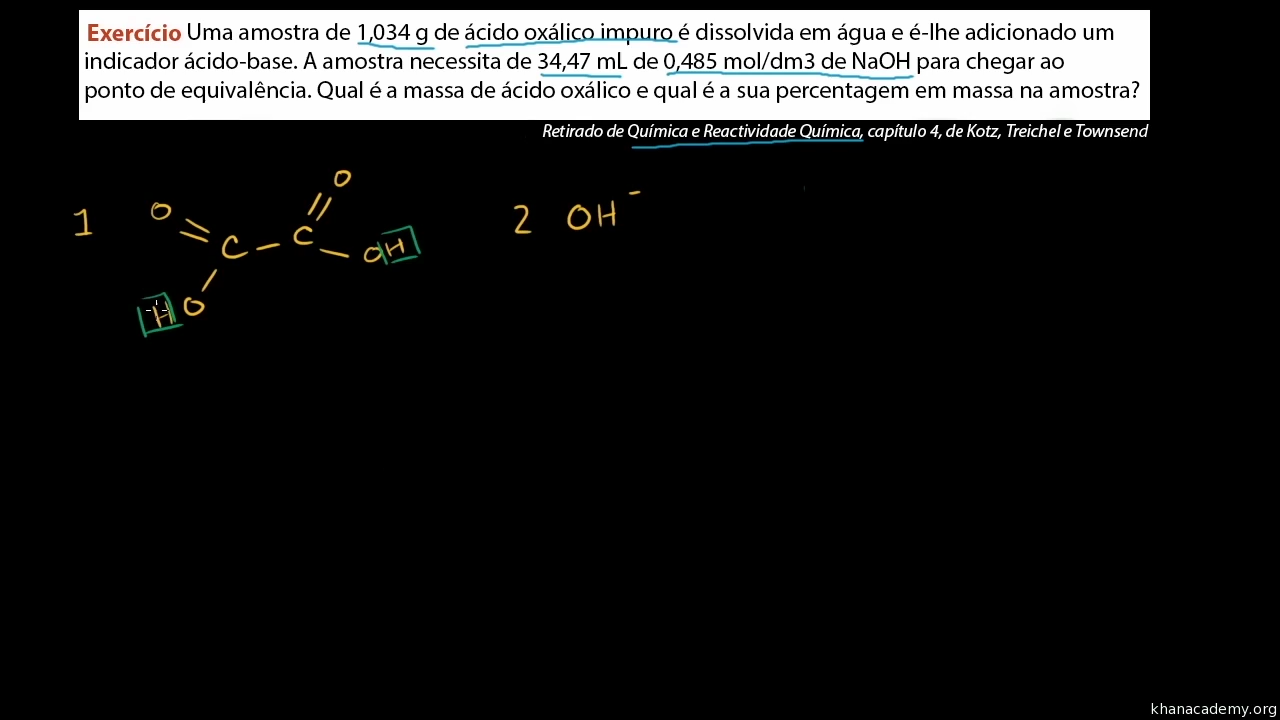 Exercício Uma amostra de 1,034 g de ácido oxálico impuro é dissolvida em água e é-lhe adicionado um
indicador ácido-base. A amostra necessita de 34,47 mL de 0,485 mol/dm3 de NaOH para chegar ao
ponto de equivalência. Qual é a massa de ácido oxálico e qual é a sua percentagem em massa na amostra?
Retirado de Química e Reactividade Química, capítulo 4, de Kotz, Treichel e Townsend
O
1 O = C - C = OH 2 OH⁻
HO
khanacademy.org